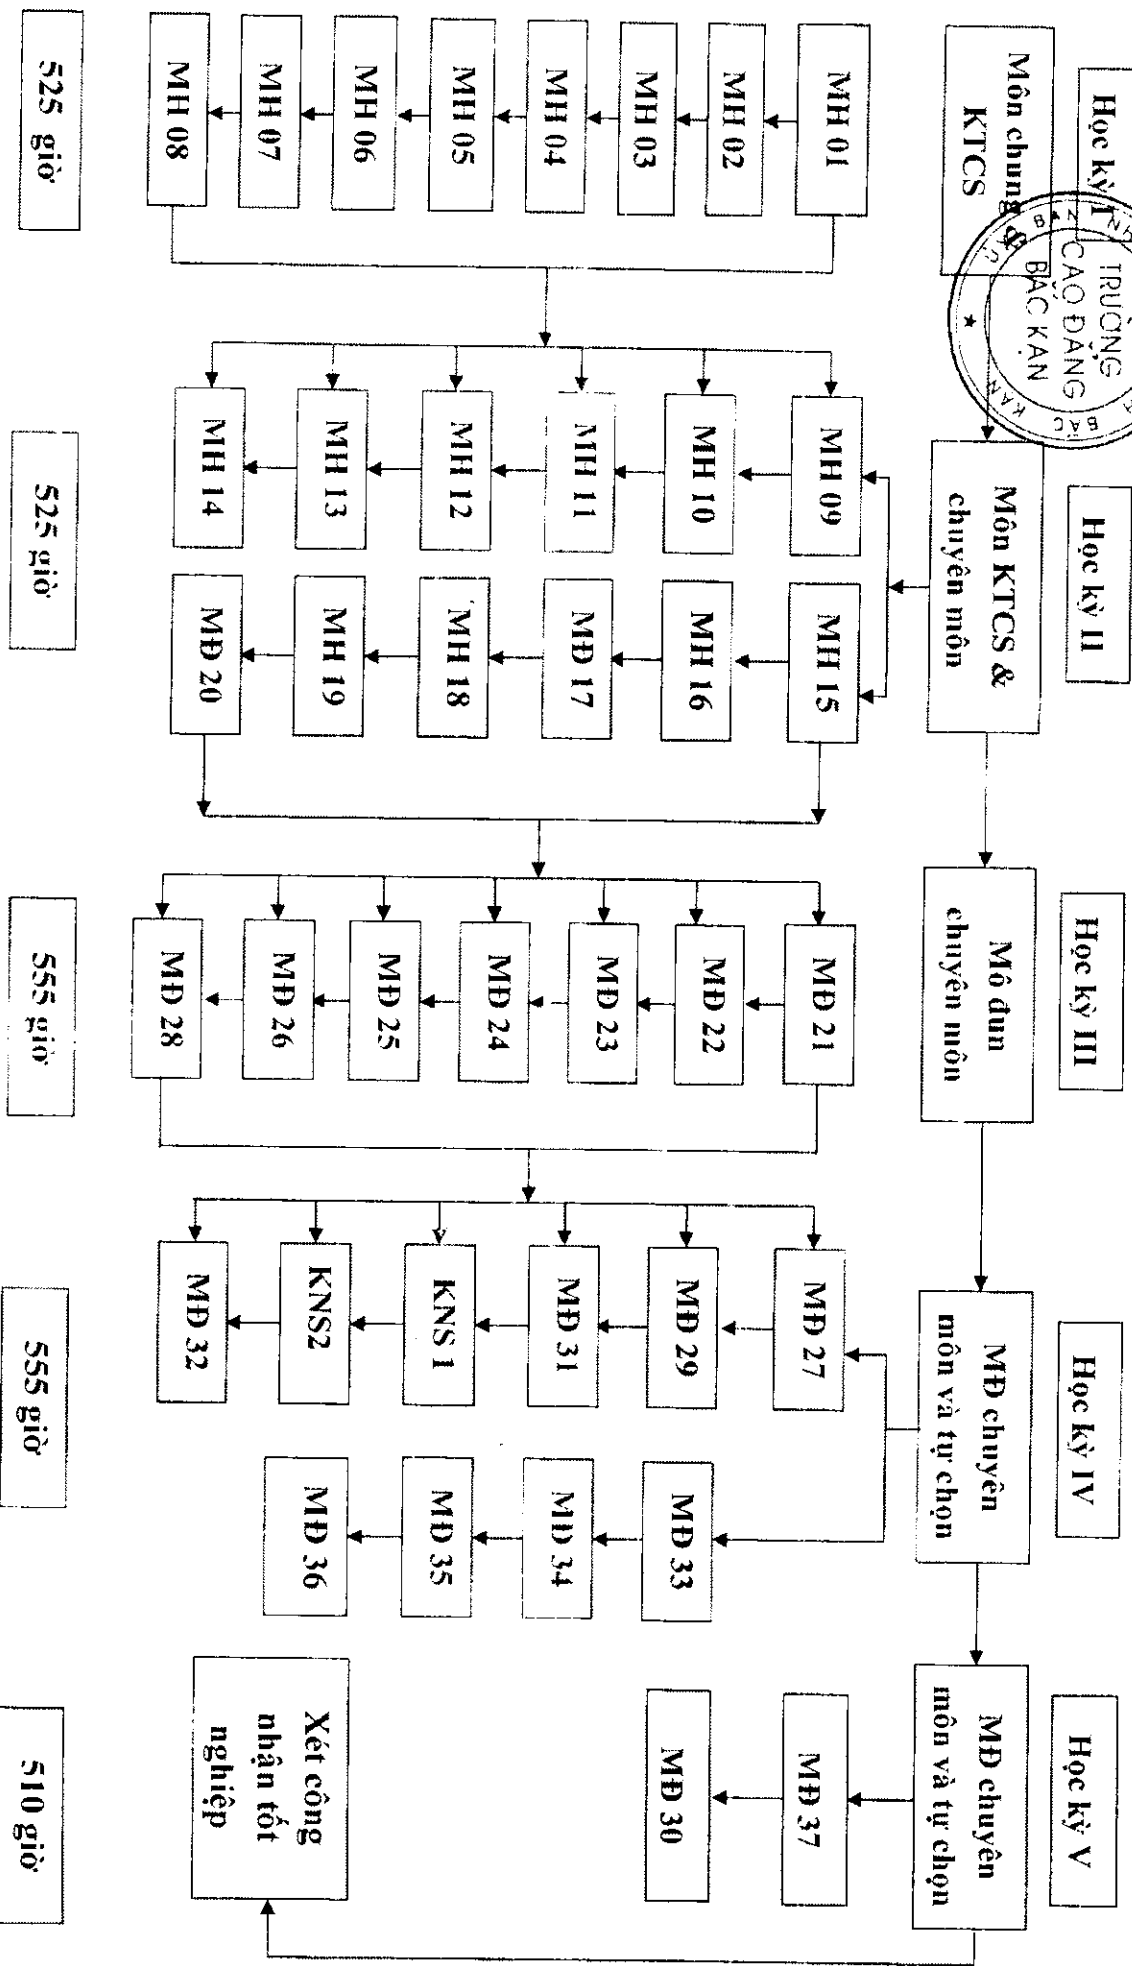 Học kỳ I
Học kỳ II
Học kỳ III
Học kỳ IV
Học kỳ V
Môn chung &
KTCS
Môn KTCS &
chuyên môn
Mô đun
chuyên môn
MĐ chuyên
môn và tự chọn
MĐ chuyên
môn và tự chọn
TRƯỜNG
CAO ĐẲNG
BẮC KẠN
BẮC KẠN
MH 01
MH 02
MH 03
MH 04
MH 05
MH 06
MH 07
MH 08
MH 09
MH 10
MH 11
MH 12
MH 13
MH 14
MH 15
MH 16
MĐ 17
MH 18
MH 19
MĐ 20
MĐ 21
MĐ 22
MĐ 23
MĐ 24
MĐ 25
MĐ 26
MĐ 28
MĐ 27
MĐ 29
MĐ 31
KNS 1
KNS2
MĐ 32
MĐ 33
MĐ 34
MĐ 35
MĐ 36
MĐ 37
MĐ 30
Xét công
nhận tốt
nghiệp
525 giờ
525 giờ
555 giờ
555 giờ
510 giờ